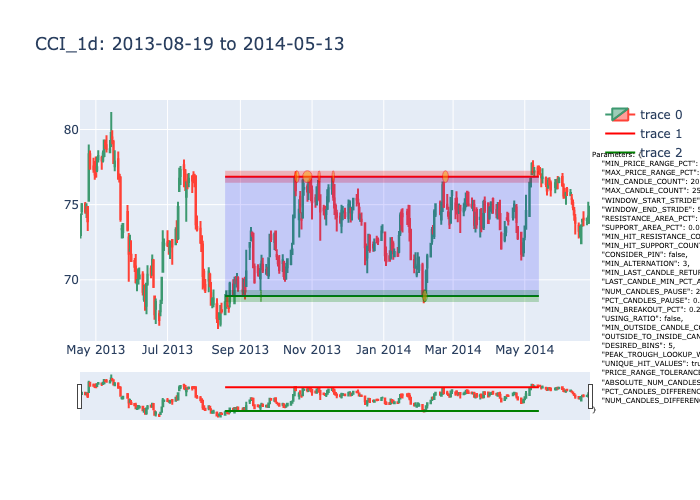 CCI_1d: 2013-08-19 to 2014-05-13
80
75
70
May 2013
Jul 2013
Sep 2013
Nov 2013
Jan 2014
Mar 2014
May 2014
trace 0
trace 1
trace 2
Parameters: {
"MIN_PRICE_RANGE_PCT":
"MAX_PRICE_RANGE_PCT":
"MIN_CANDLE_COUNT": 20
"MAX_CANDLE_COUNT": 25
"WINDOW_START_STRIDE"
"WINDOW_END_STRIDE": 5
"RESISTANCE_AREA_PCT":
"SUPPORT_AREA_PCT": 0.0
"MIN_HIT_RESISTANCE_CO
"MIN_HIT_SUPPORT_COUN
"CONSIDER_PIN": false,
"MIN_ALTERNATION": 3,
"MIN_LAST_CANDLE_RETU
"LAST_CANDLE_MIN_PCT_A
"NUM_CANDLES_PAUSE": 2
"PCT_CANDLES_PAUSE": 0.
"MIN_BREAKOUT_PCT": 0.2
"USING_RATIO": false,
"MIN_OUTSIDE_CANDLE_CO
"OUTSIDE_TO_INSIDE_CAN
"DESIRED_BINS": 5,
"PEAK_TROUGH_LOOKUP_W
"UNIQUE_HIT_VALUES": tru
"PRICE_RANGE_TOLERANC
"ABSOLUTE_NUM_CANDLES
"PCT_CANDLES_DIFFERENC
"NUM_CANDLES_DIFFEREN
}